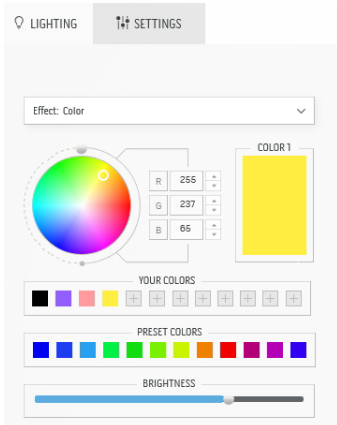 LIGHTING
SETTINGS
Effect: Color
COLOR 1
R 255
G 237
B 65
YOUR COLORS
PRESET COLORS
BRIGHTNESS